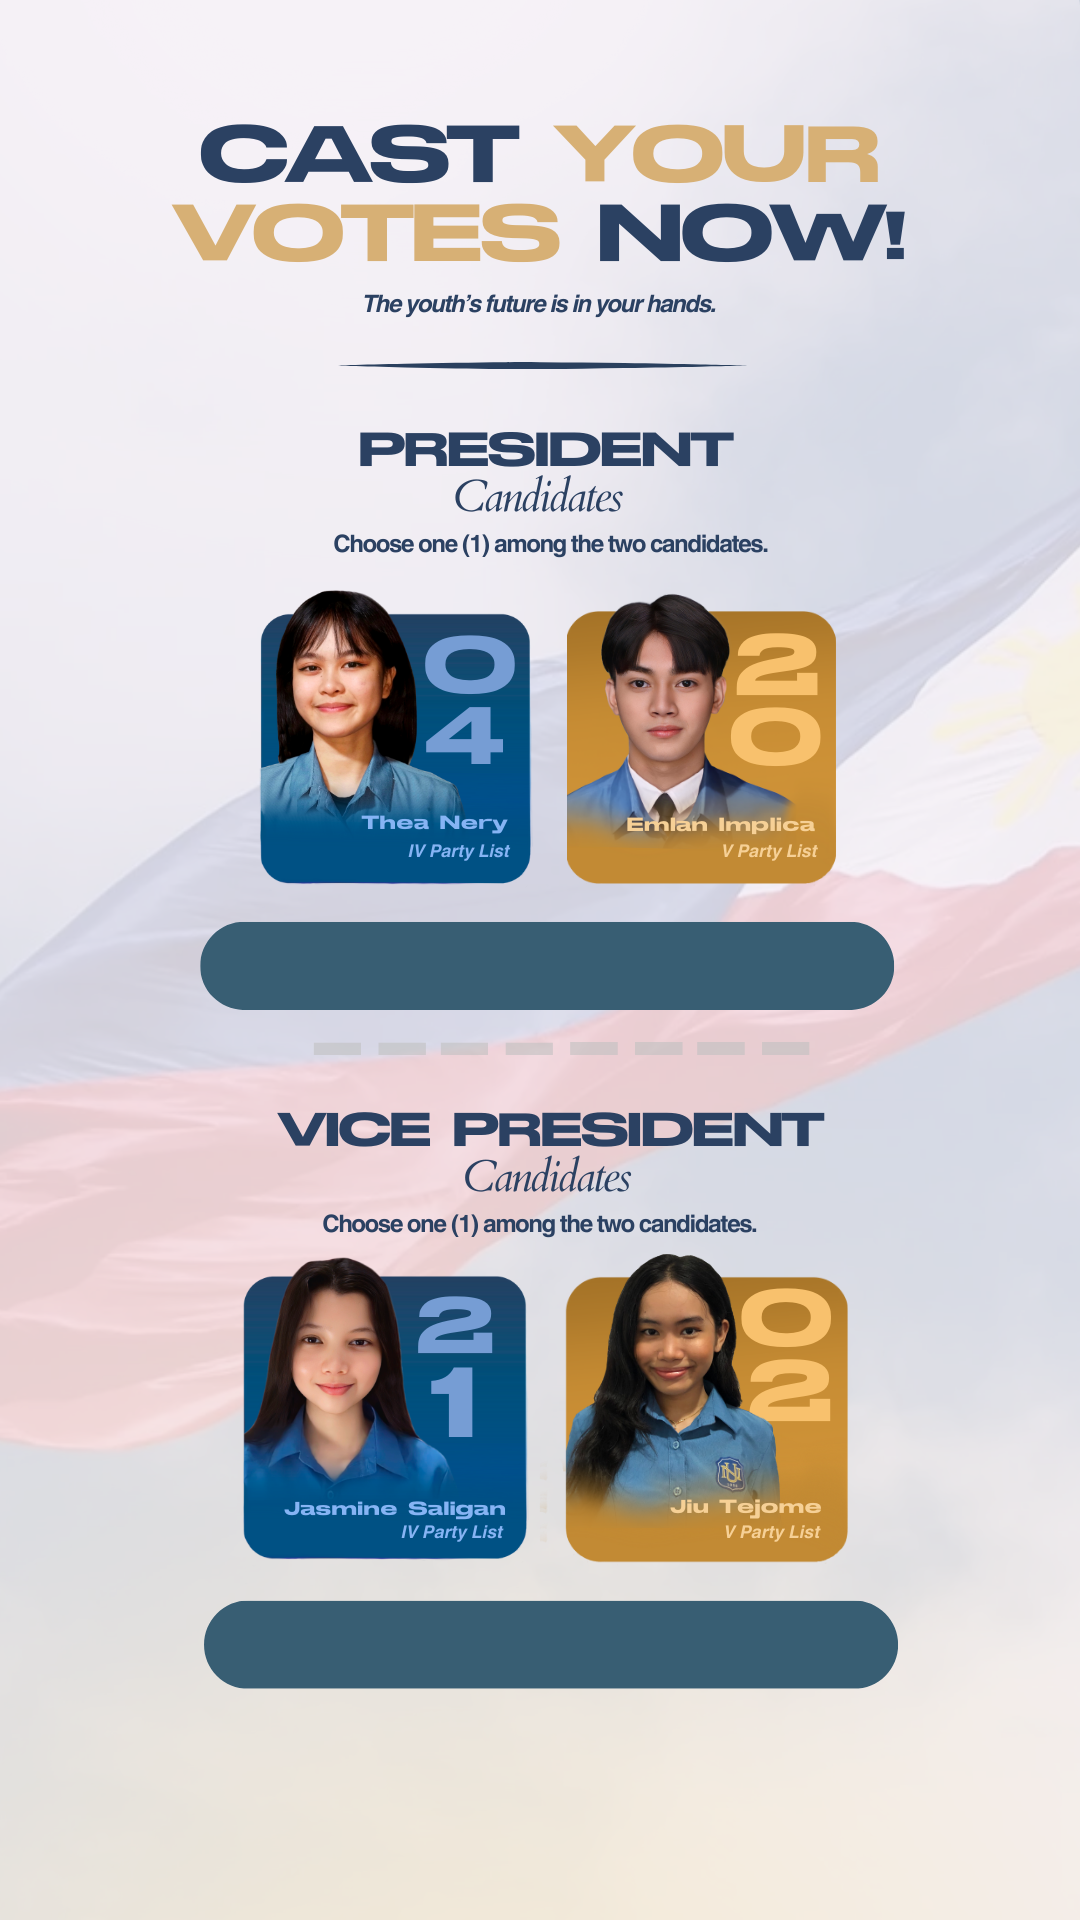 CAST YOUR
VOTES NOW!
The youth's future is in your hands.
PRESIDENT
Candidates
Choose one (1) among the two candidates.
04
Thea Nery
IV Party List
20
Emlan Implica
V Party List
VICE PRESIDENT
Candidates
Choose one (1) among the two candidates.
21
Jasmine Saligan
IV Party List
02
Jiu Tejome
V Party List